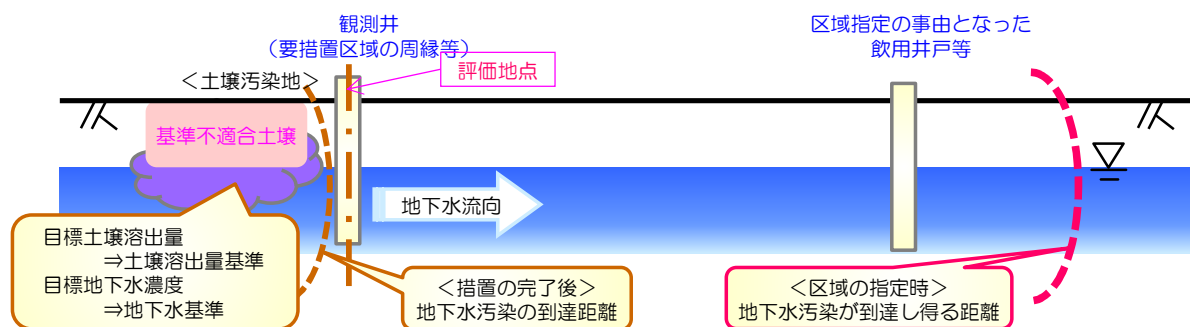 観測井
（要措置区域の周縁等）
区域指定の事由となった
飲用井戸等
評価地点
＜土壌汚染地＞
基準不適合土壌
地下水流向
目標土壌溶出量
⇒土壌溶出量基準
目標地下水濃度
⇒地下水基準
＜措置の完了後＞
地下水汚染の到達距離
＜区域の指定時＞
地下水汚染が到達し得る距離